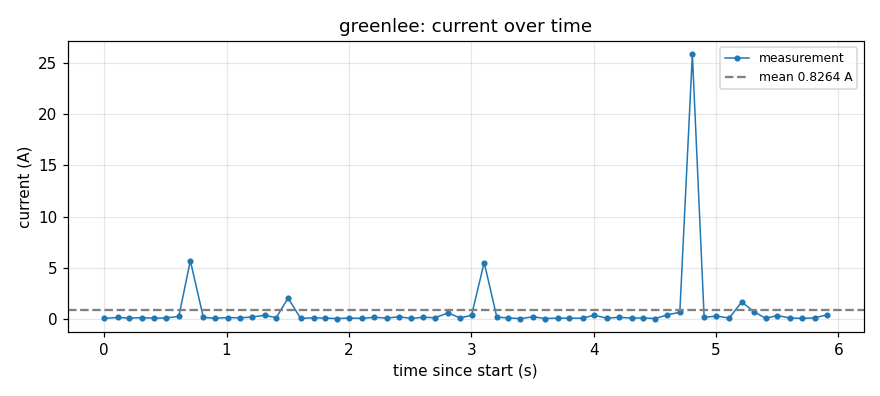 greenlee: current over time
measurement
mean 0.8264 A
current (A)
25
20
15
10
5
0
0 1 2 3 4 5 6
time since start (s)